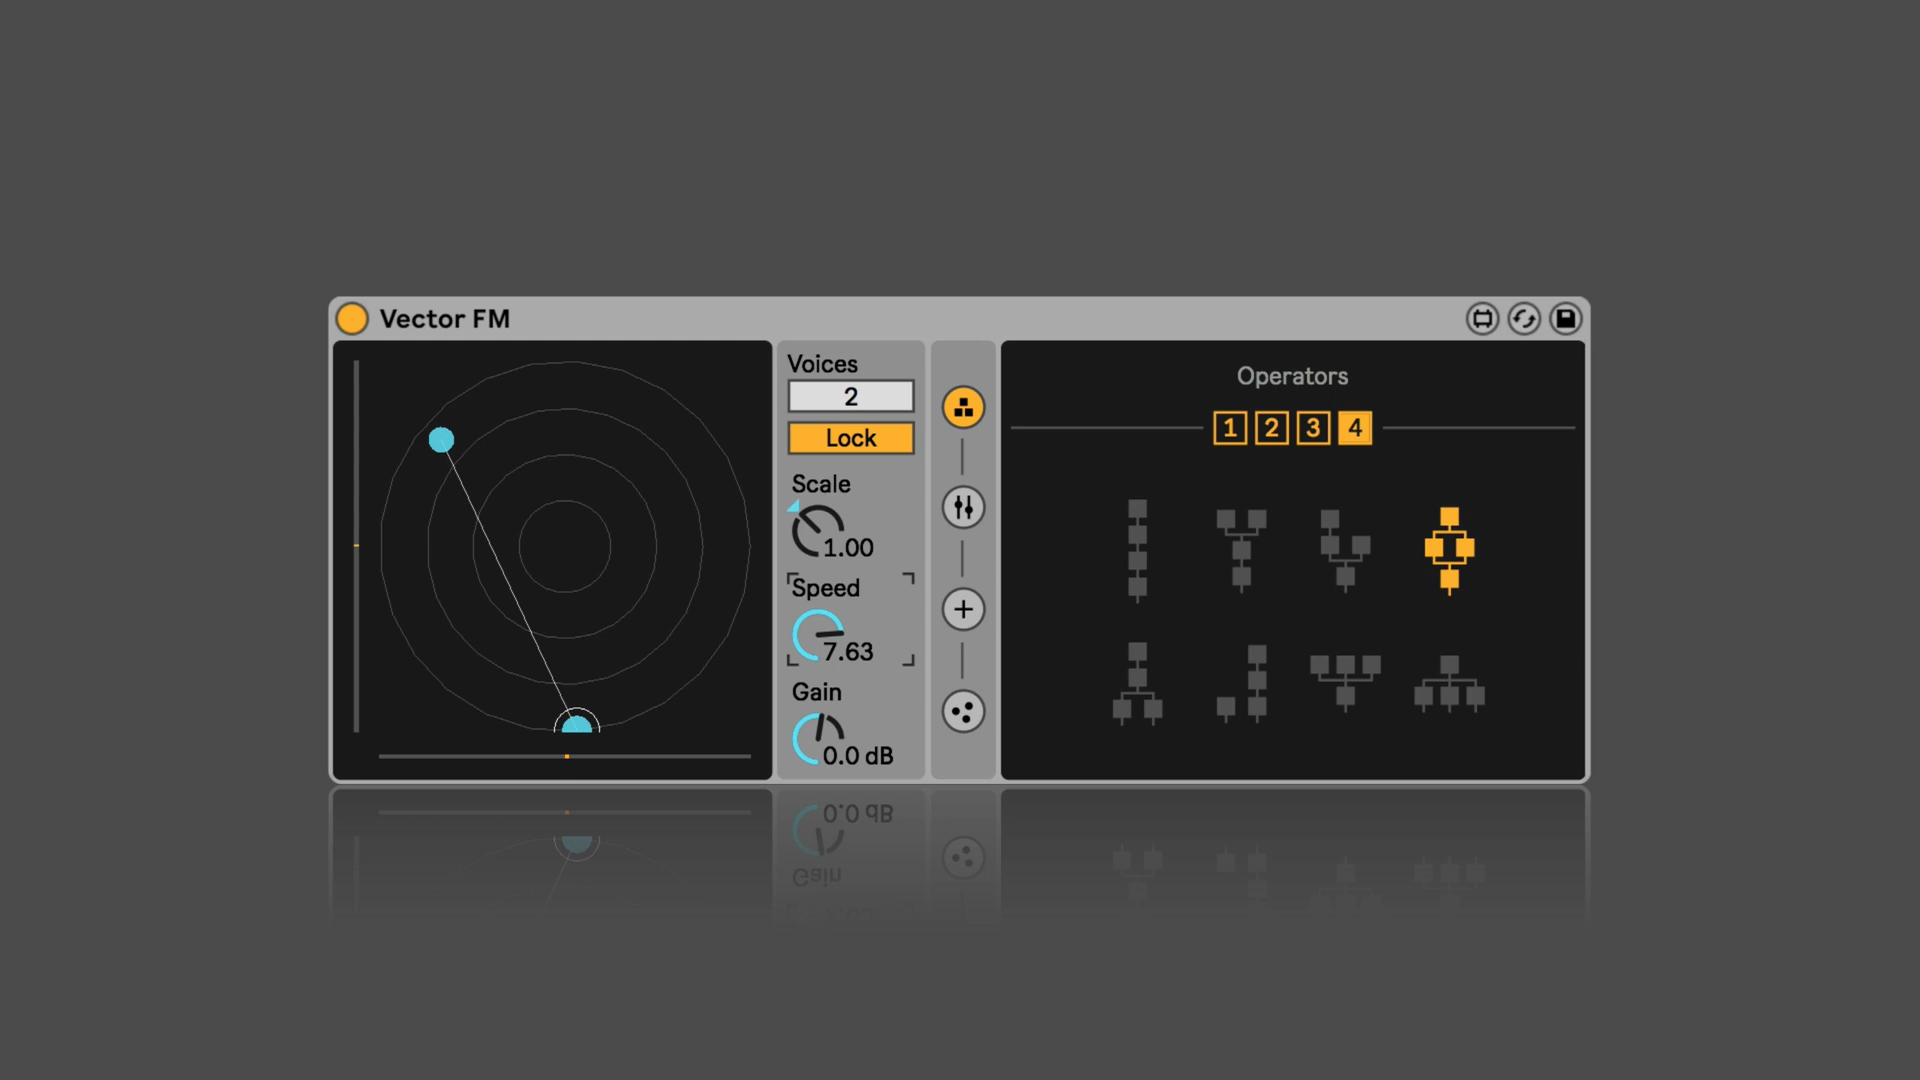 Vector FM
Voices
2
Lock
Scale
1.00
Speed
7.63
Gain
0.0 dB
Operators
1 2 3 4